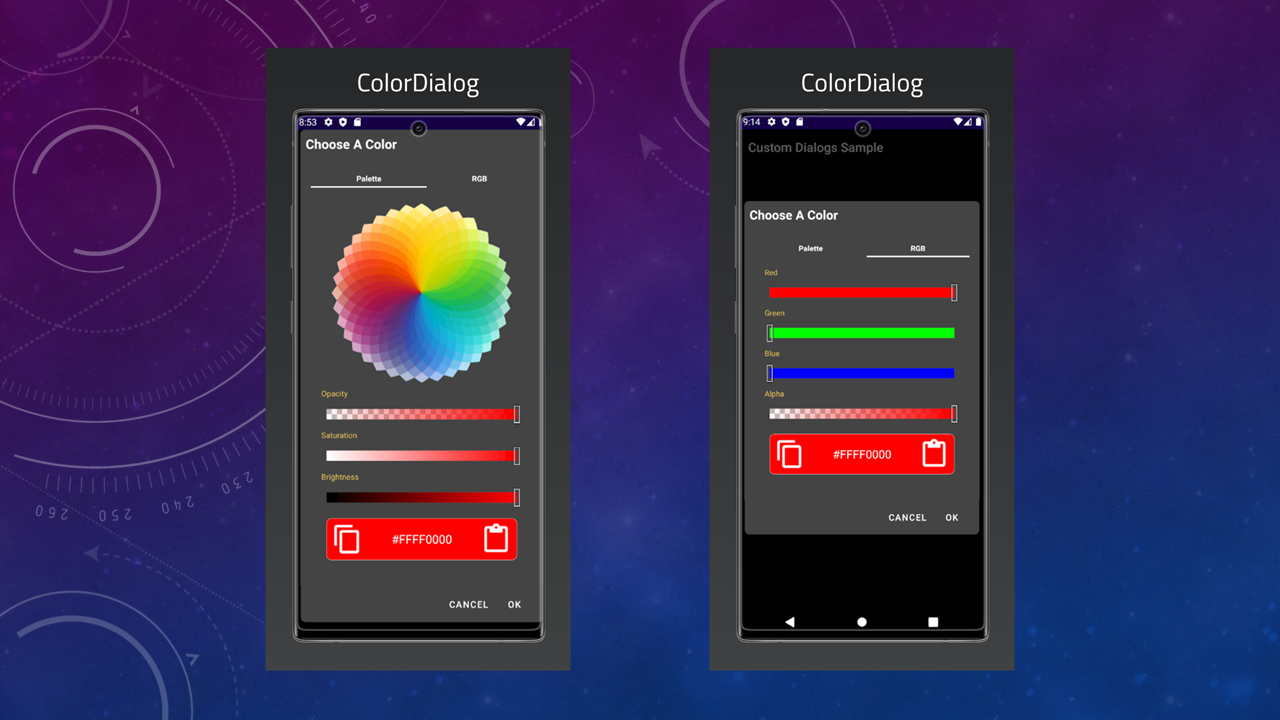 ColorDialog
8:53
Choose A Color
Palette RGB
Opacity
Saturation
Brightness
#FFFF0000
CANCEL OK
ColorDialog
9:14
Custom Dialogs Sample
Choose A Color
Palette RGB
Red
Green
Blue
Alpha
#FFFF0000
CANCEL OK
40
260 250 240 230